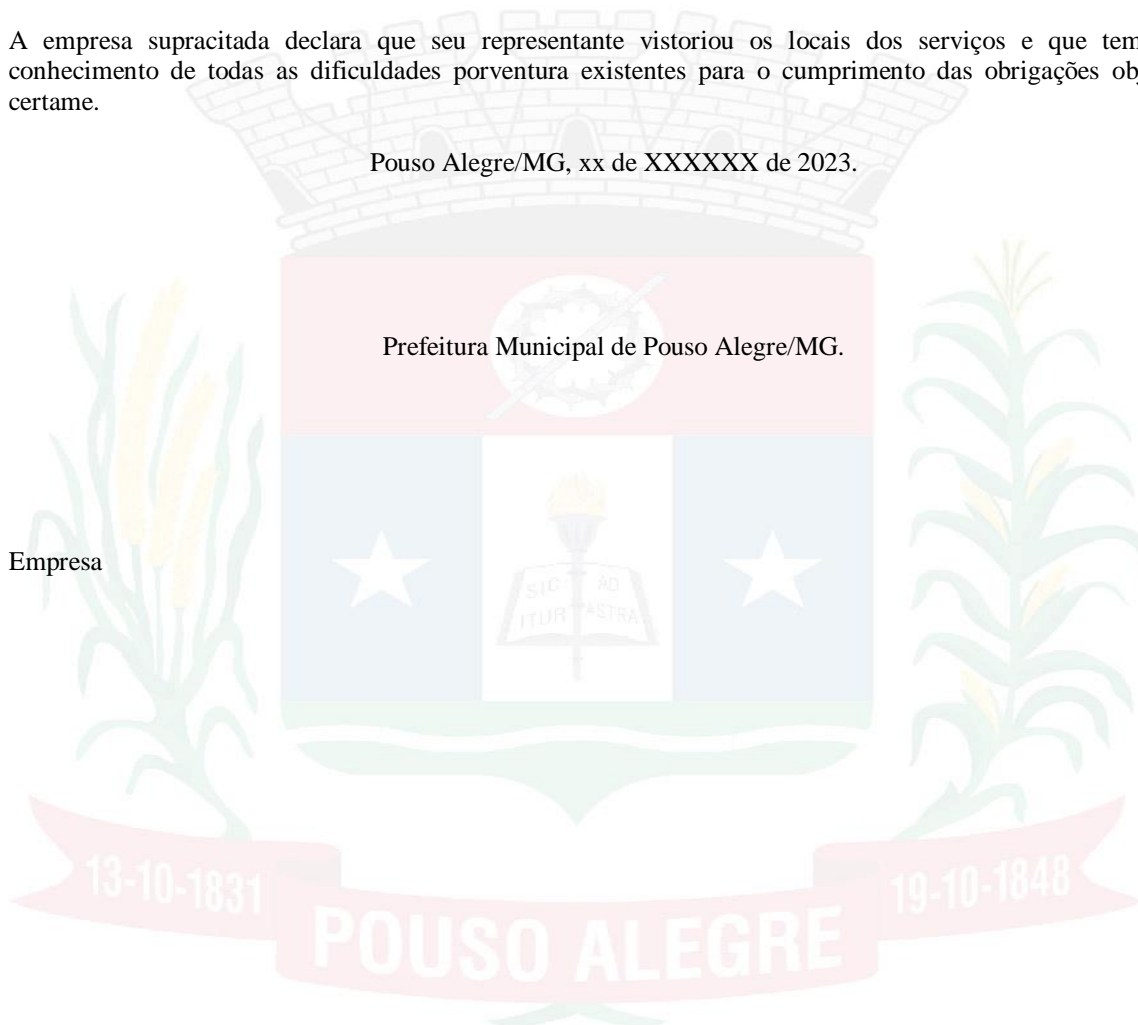 A empresa supracitada declara que seu representante vistoriou os locais dos serviços e que tem
conhecimento de todas as dificuldades porventura existentes para o cumprimento das obrigações
certame.
Pouso Alegre/MG, xx de XXXXXX de 2023.
Prefeitura Municipal de Pouso Alegre/MG.
Empresa
SIC AD
ITUR ASTRA
13-10-1831
19-10-1848
POUSO ALEGRE